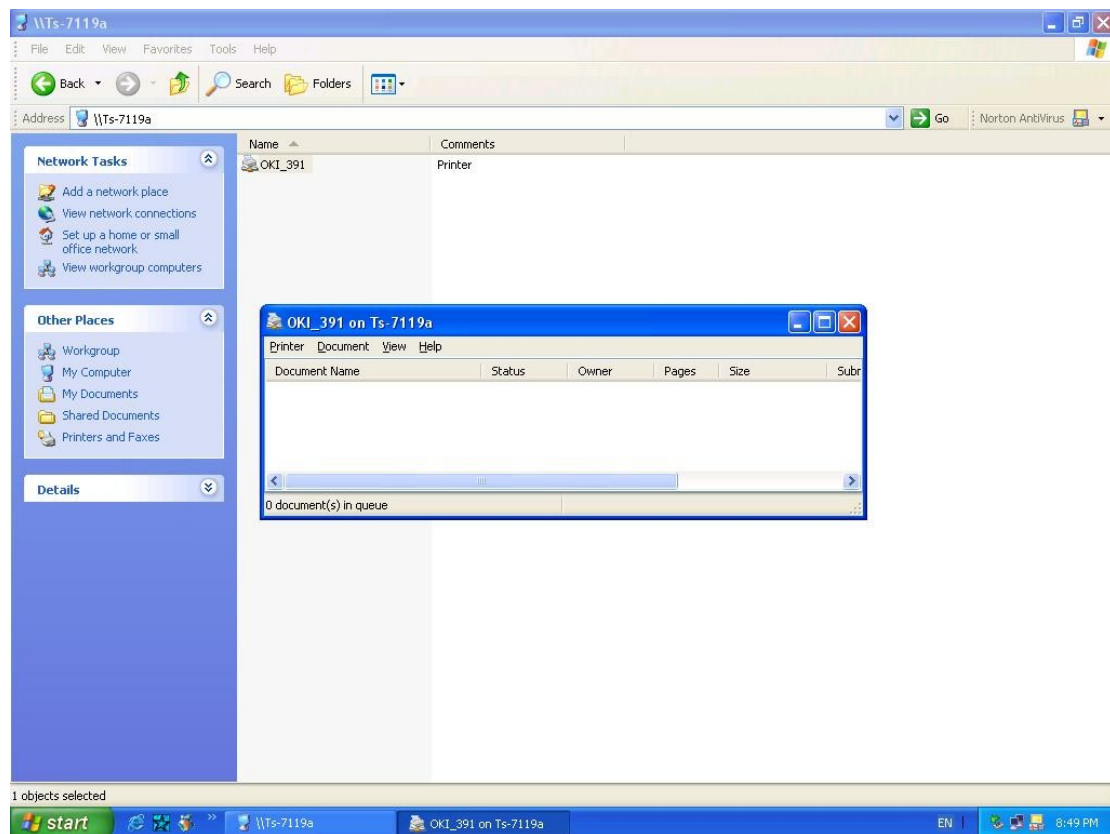 \\Ts-7119a
File Edit View Favorites Tools Help
Back Search Folders
Address \\Ts-7119a Go Norton AntiVirus
Name Comments
OKI_391 Printer
Network Tasks
Add a network place
View network connections
Set up a home or small
office network
View workgroup computers
Other Places
Workgroup
My Computer
My Documents
Shared Documents
Printers and Faxes
Details
OKI_391 on Ts-7119a
Printer Document View Help
Document Name Status Owner Pages Size Subr
0 document(s) in queue
1 objects selected
start \\Ts-7119a OKI_391 on Ts-7119a EN 8:49 PM